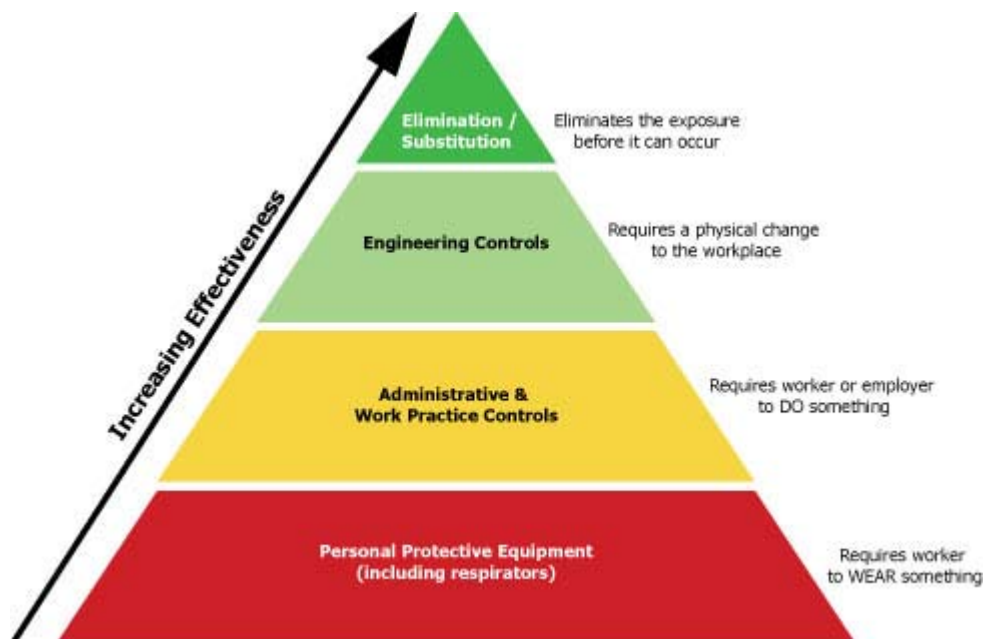 Increasing Effectiveness
Elimination /
Substitution
Eliminates the exposure
before it can occur
Engineering Controls
Requires a physical change
to the workplace
Administrative &
Work Practice Controls
Requires worker or employer
to DO something
Personal Protective Equipment
(including respirators)
Requires worker
to WEAR something